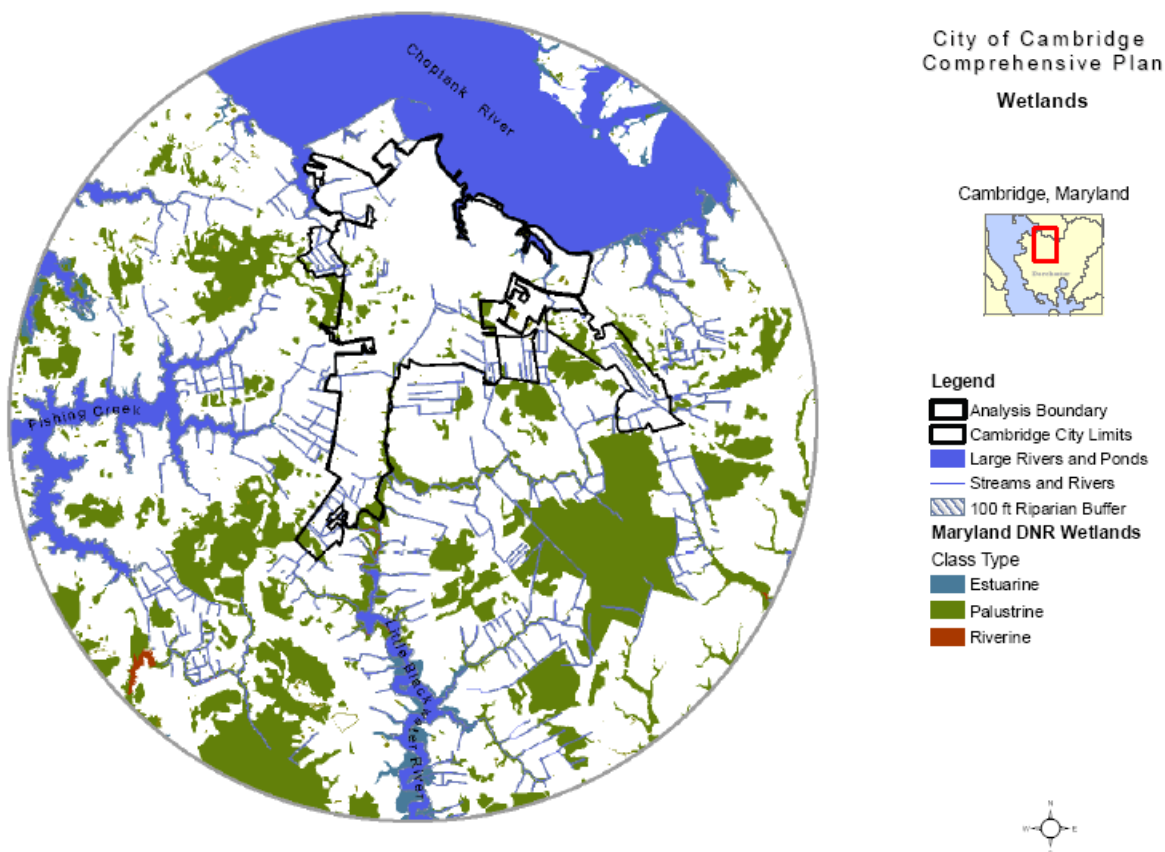 City of Cambridge
Comprehensive Plan
Wetlands
Cambridge, Maryland
Dorchester
Choptank River
Fishing Creek
Little Blackwater River
Legend
Analysis Boundary
Cambridge City Limits
Large Rivers and Ponds
Streams and Rivers
100 ft Riparian Buffer
Maryland DNR Wetlands
Class Type
Estuarine
Palustrine
Riverine
N
W
E